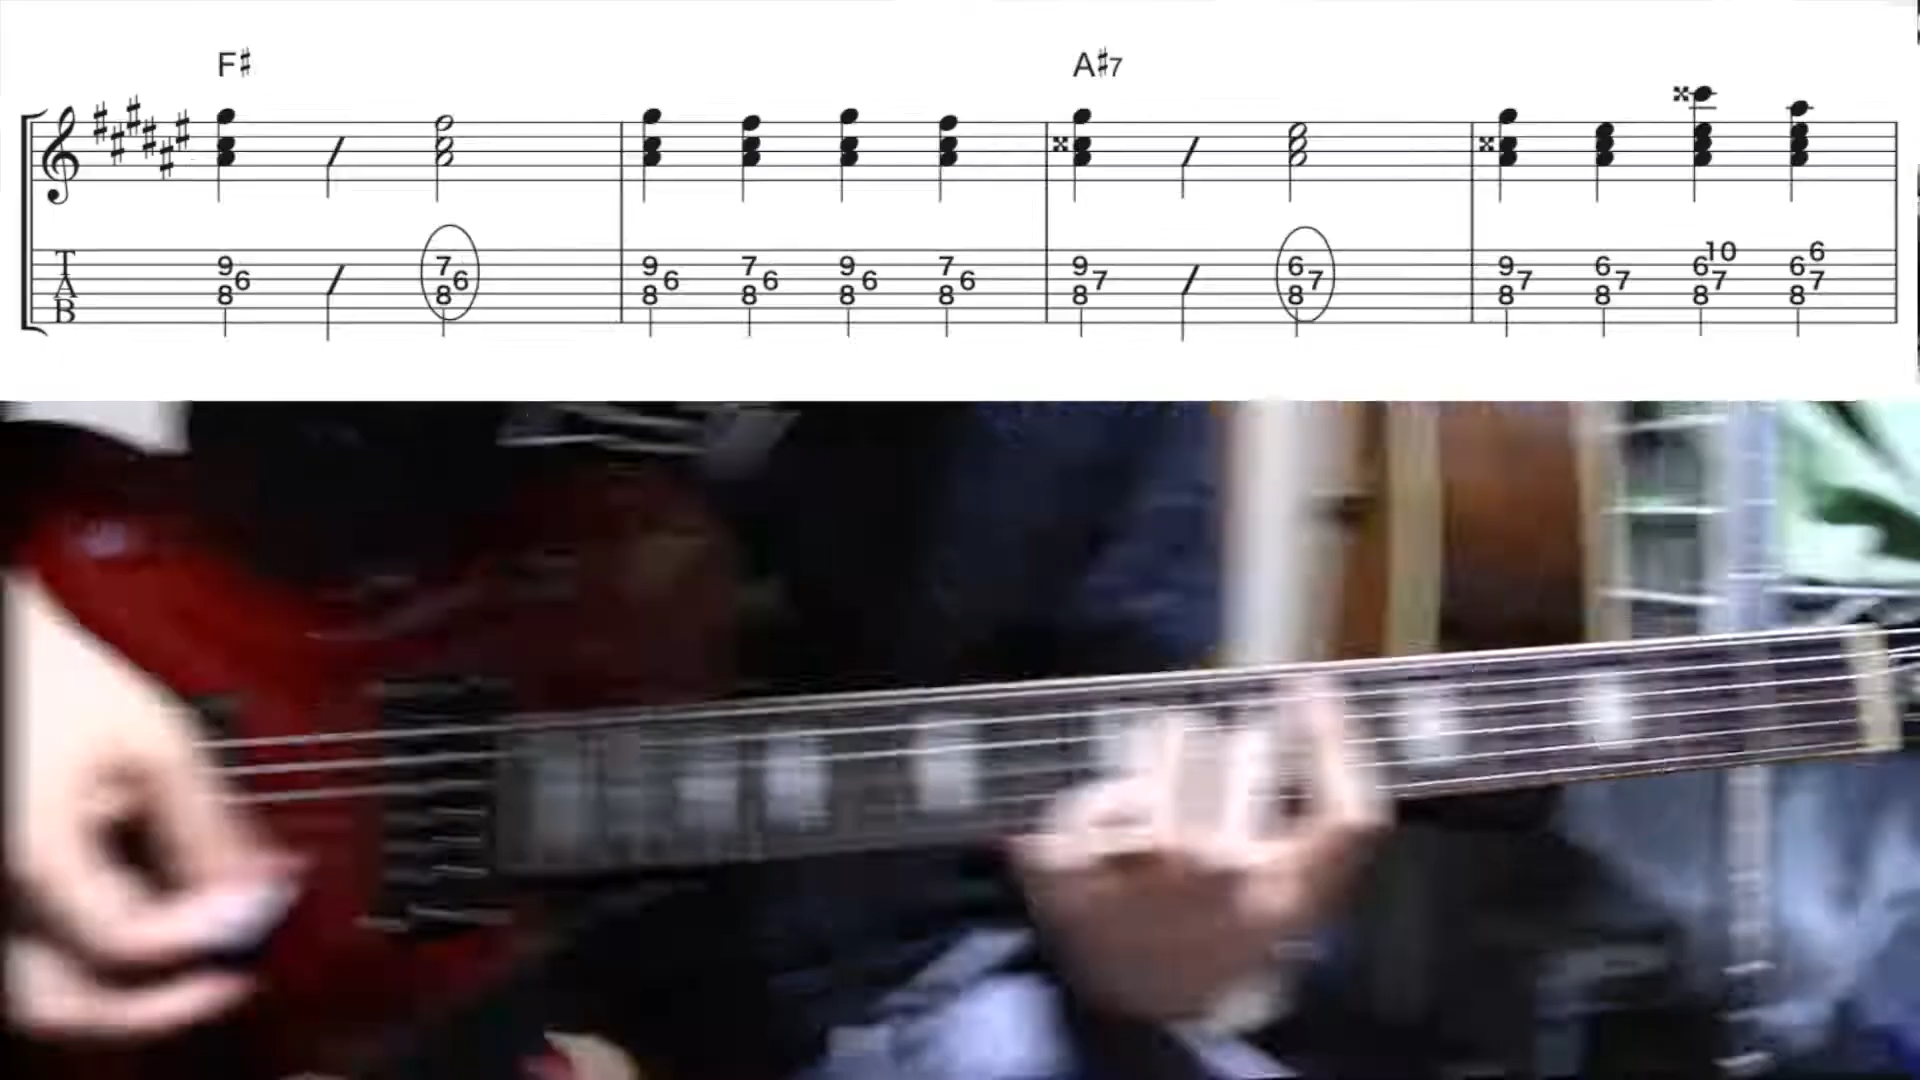 F♯ A♯7
T 10 6
9 7 9 7 9 7 9 6 9 6 6 6
A 6 6 6 6 6 6 7 7 7 7 7 7
8 8 8 8 8 8 8 8 8 8 8 8
B